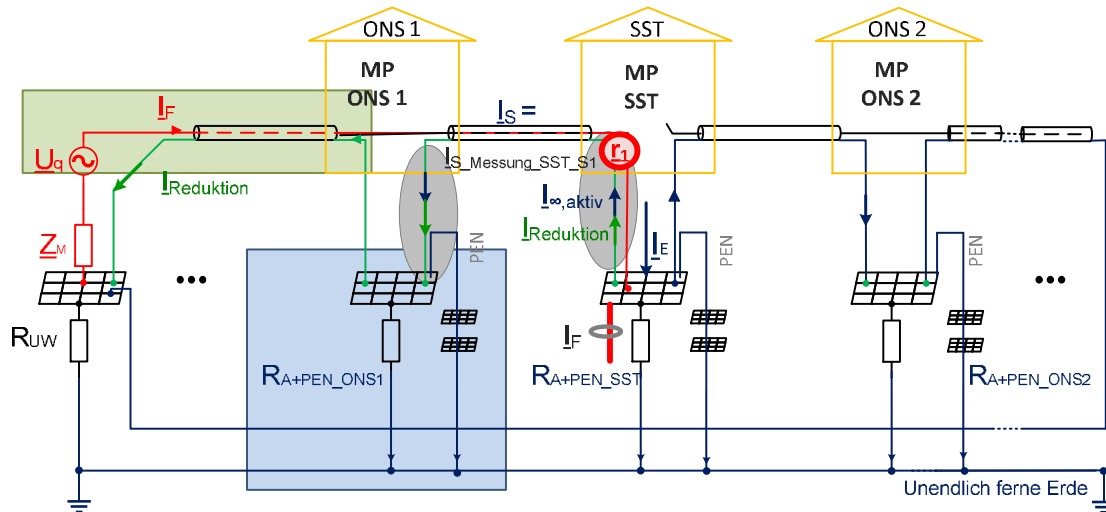 ONS 1
SST
ONS 2
MP
ONS 1
MP
SST
MP
ONS 2
I_F
I_S =
U_q
r_1
I_S_Messung_SST_S1
I_Reduktion
I_∞,aktiv
I_Reduktion
I_E
PEN
PEN
PEN
Z_M
•••
•••
R_UW
I_F
R_A+PEN_ONS1
R_A+PEN_SST
R_A+PEN_ONS2
Unendlich ferne Erde